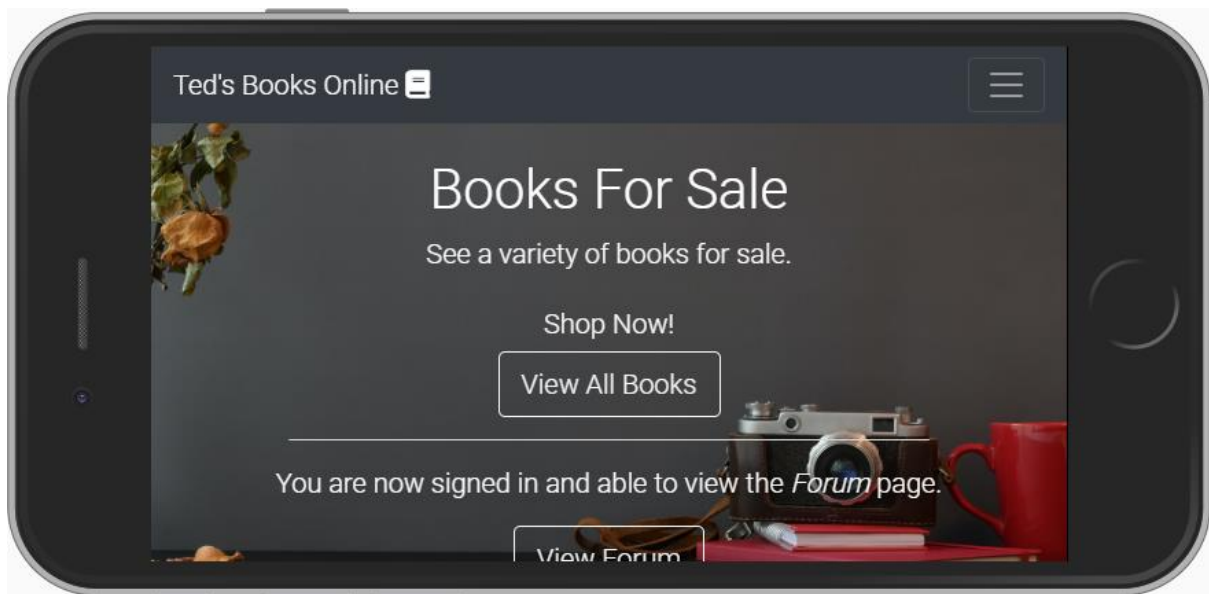 Ted's Books Online
Books For Sale
See a variety of books for sale.
Shop Now!
View All Books
You are now signed in and able to view the Forum page.
View Forum